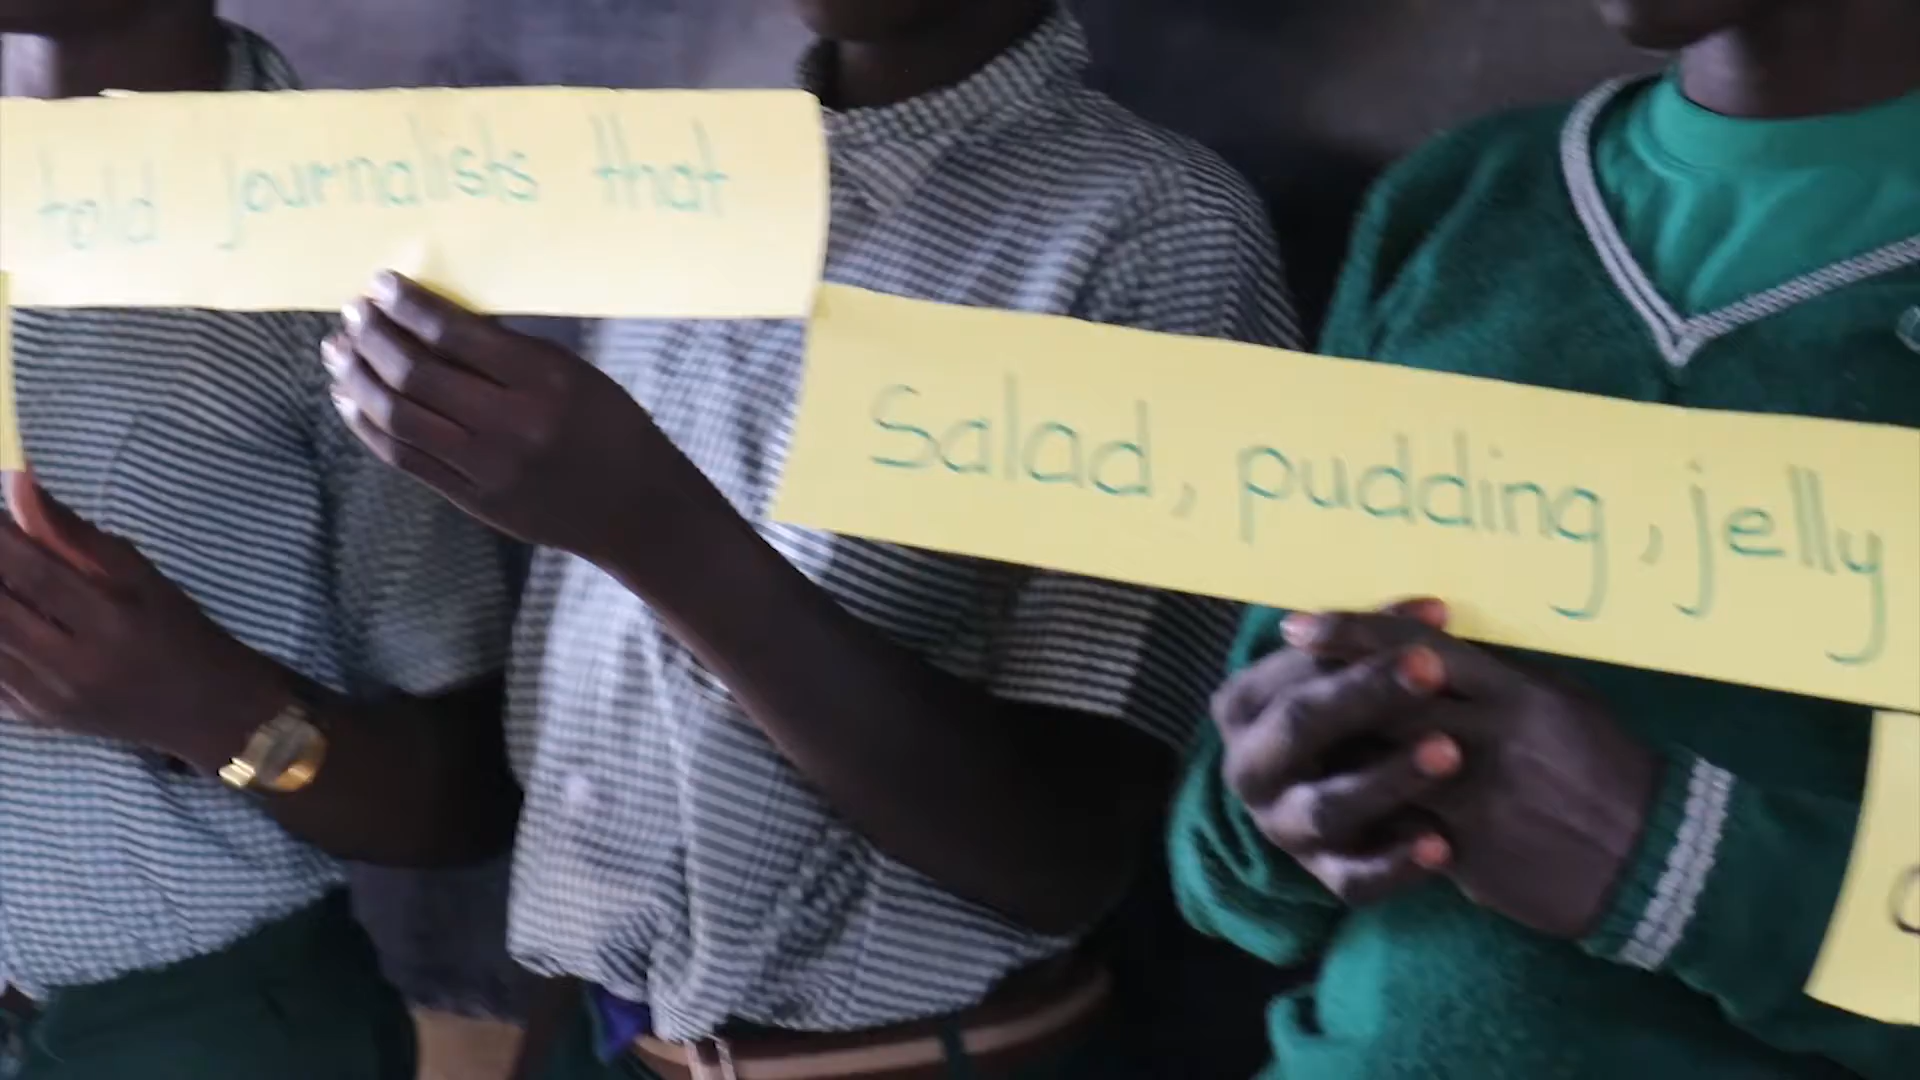 told journalists that
Salad, pudding, jelly